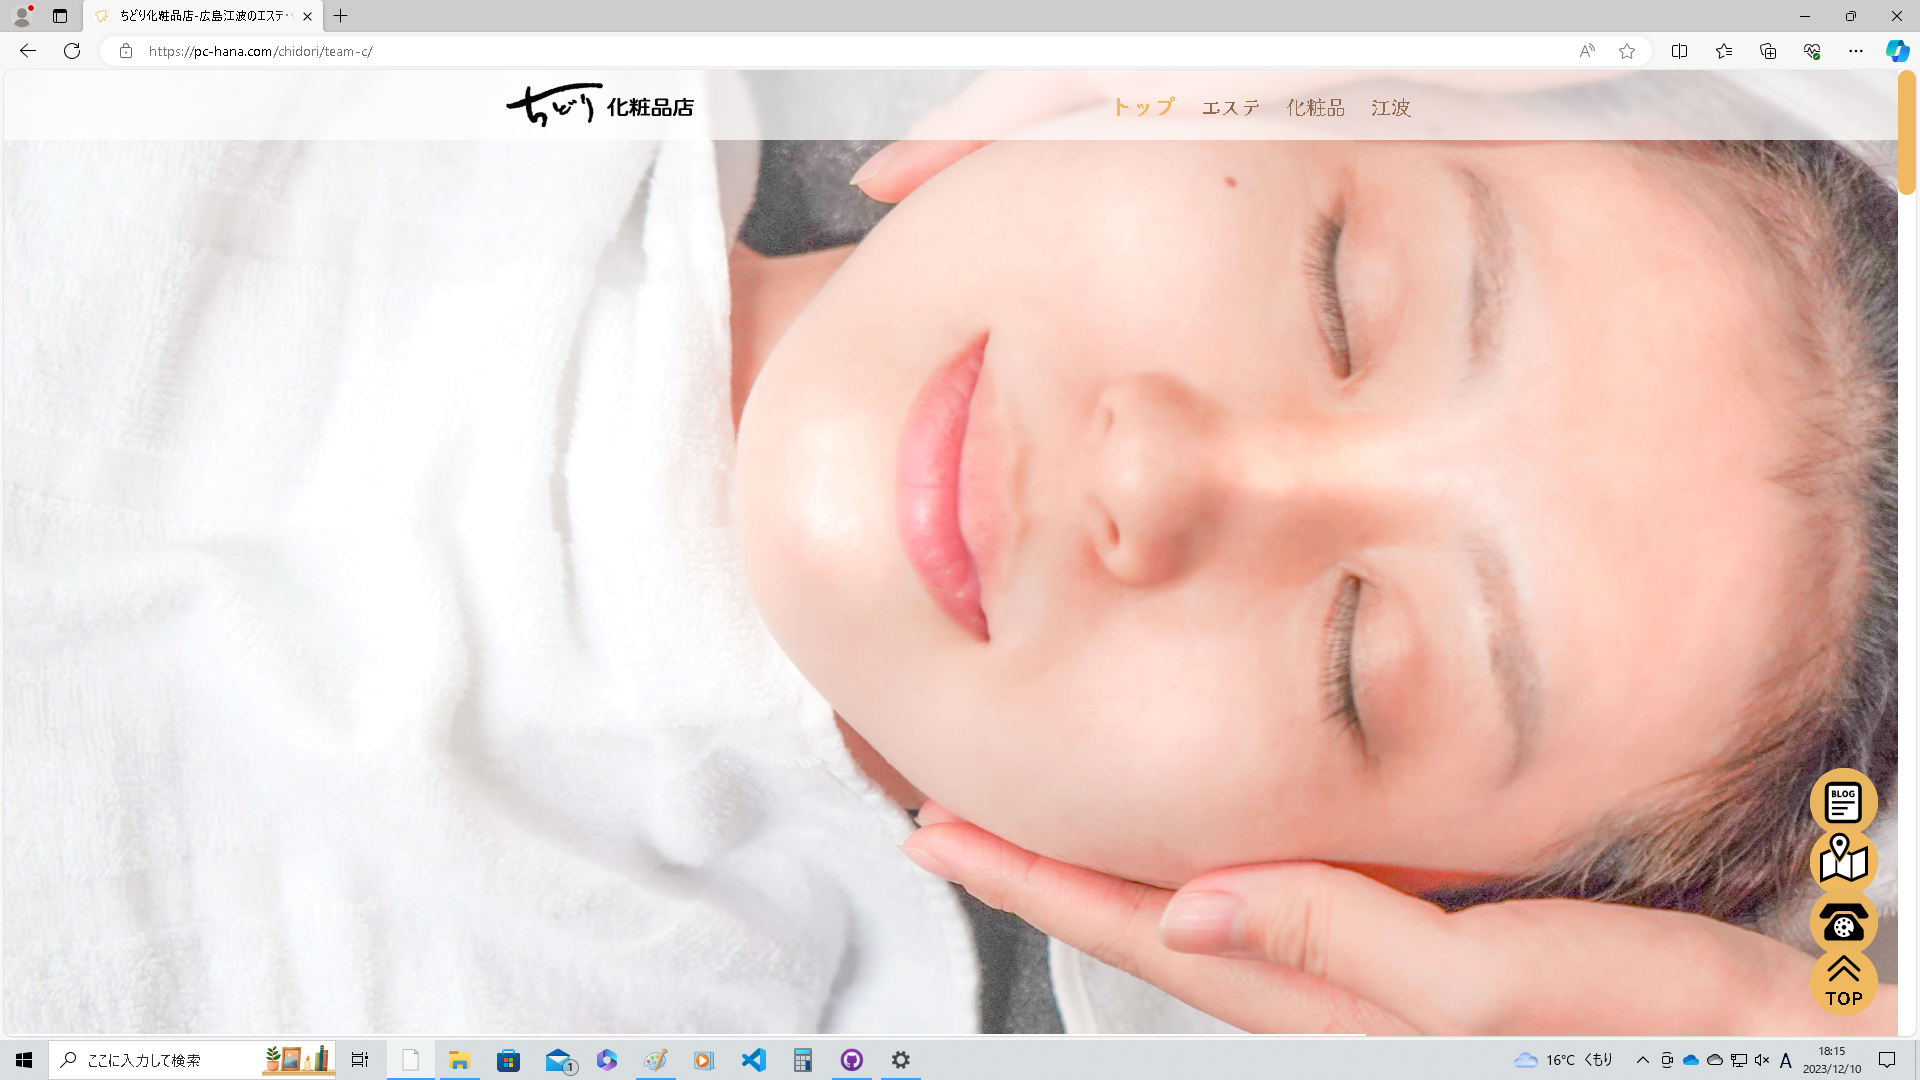 ちどり化粧品店-広島江波のエステ・
https://pc-hana.com/chidori/team-c/
ちどり 化粧品店
トップ エステ 化粧品 江波
BLOG
TOP
ここに入力して検索
1
16°C くもり
A
18:15
2023/12/10